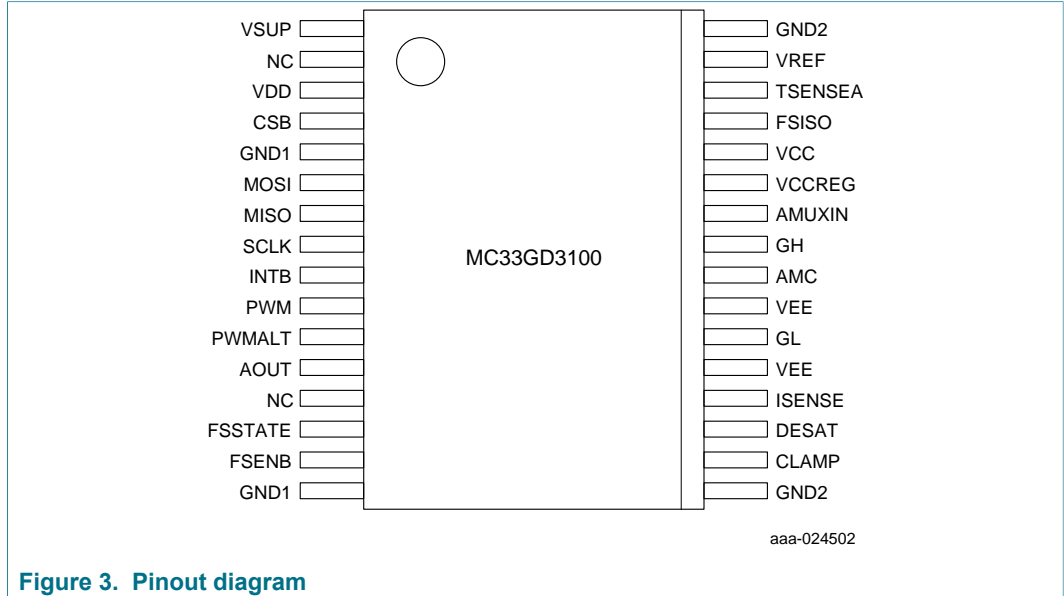 VSUP
NC
VDD
CSB
GND1
MOSI
MISO
SCLK
INTB
PWM
PWMALT
AOUT
NC
FSSTATE
FSENB
GND1
MC33GD3100
GND2
VREF
TSENSEA
FSISO
VCC
VCCREG
AMUXIN
GH
AMC
VEE
GL
VEE
ISENSE
DESAT
CLAMP
GND2
aaa-024502
Figure 3. Pinout diagram